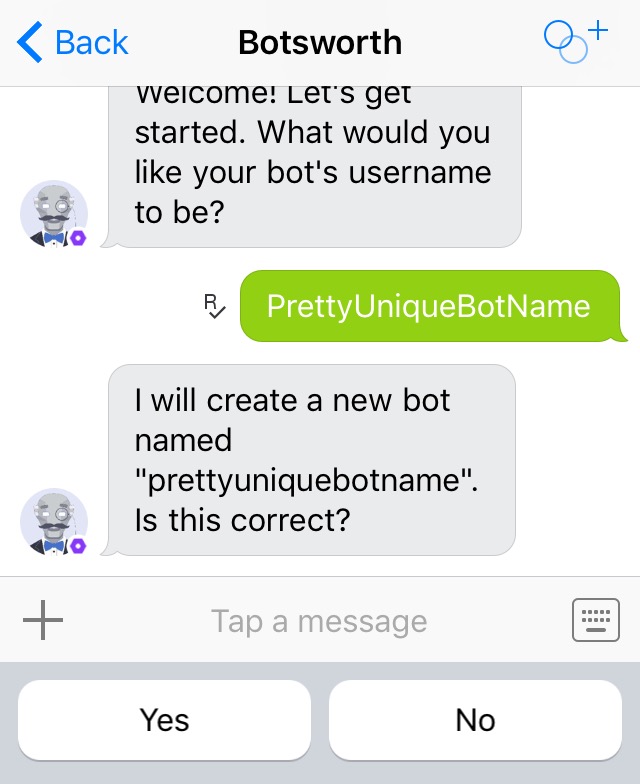 Back
Botsworth
Welcome! Let's get
started. What would you
like your bot's username
to be?
R
PrettyUniqueBotName
I will create a new bot
named
"prettyuniquebotname".
Is this correct?
Tap a message
Yes
No